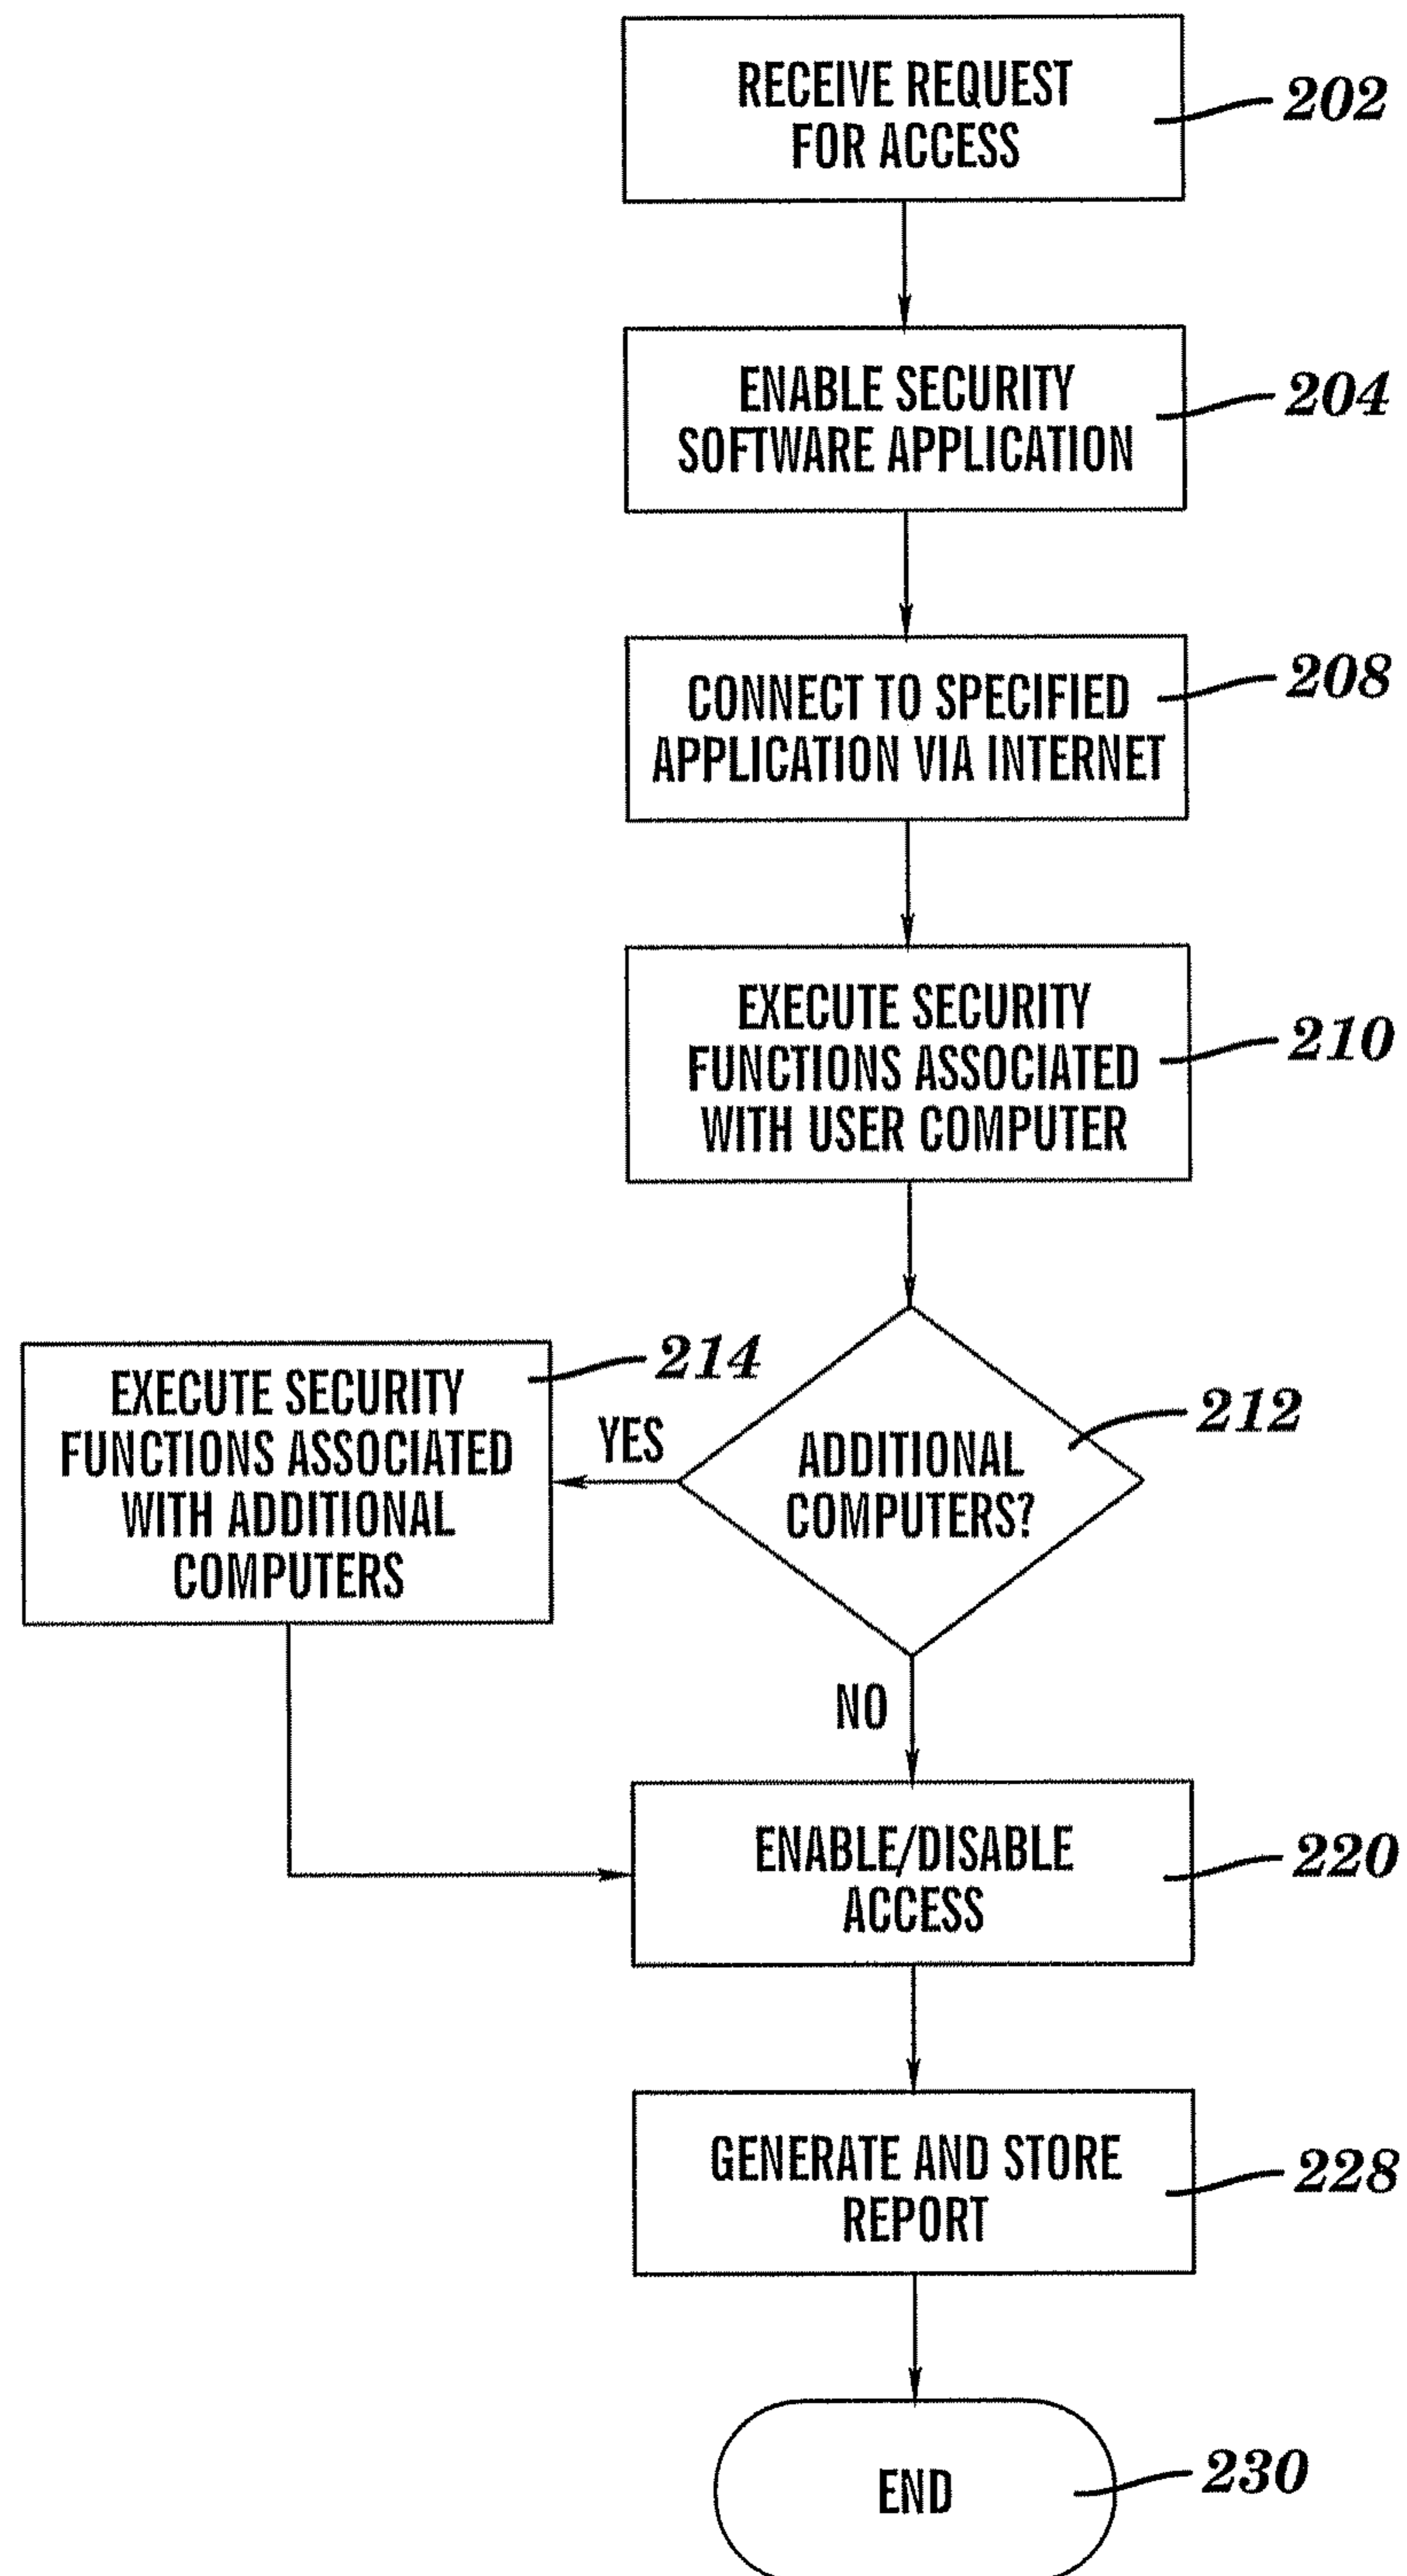 RECEIVE REQUEST
FOR ACCESS
202
ENABLE SECURITY
SOFTWARE APPLICATION
204
CONNECT TO SPECIFIED
APPLICATION VIA INTERNET
208
EXECUTE SECURITY
FUNCTIONS ASSOCIATED
WITH USER COMPUTER
210
ADDITIONAL
COMPUTERS?
212
YES
EXECUTE SECURITY
FUNCTIONS ASSOCIATED
WITH ADDITIONAL
COMPUTERS
214
NO
ENABLE/DISABLE
ACCESS
220
GENERATE AND STORE
REPORT
228
END
230